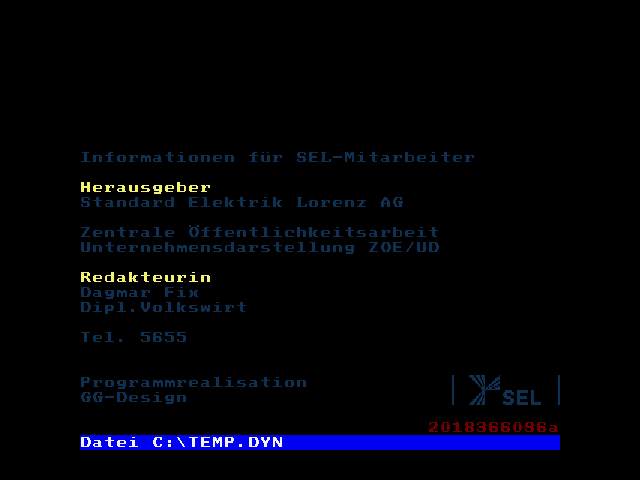 Informationen für SEL-Mitarbeiter
Herausgeber
Standard Elektrik Lorenz AG
Zentrale Öffentlichkeitsarbeit
Unternehmensdarstellung ZOE/UD
Redakteurin
Dagmar Fix
Dipl.Volkswirt
Tel. 5655
Programmrealisation
GG-Design
SEL
2018366096a
Datei C:\TEMP.DYN